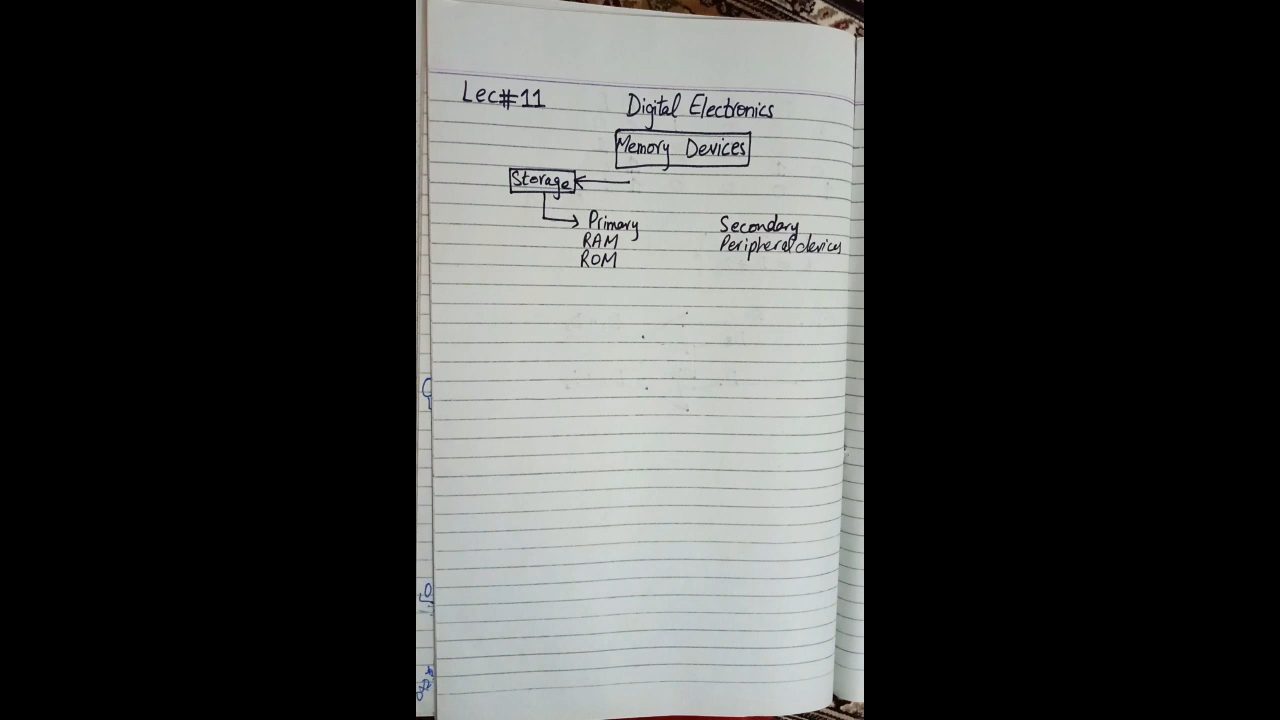 Lec#11
Digital Electronics
Memory Devices
Storage
Primary Secondary
RAM Peripheral devices
ROM